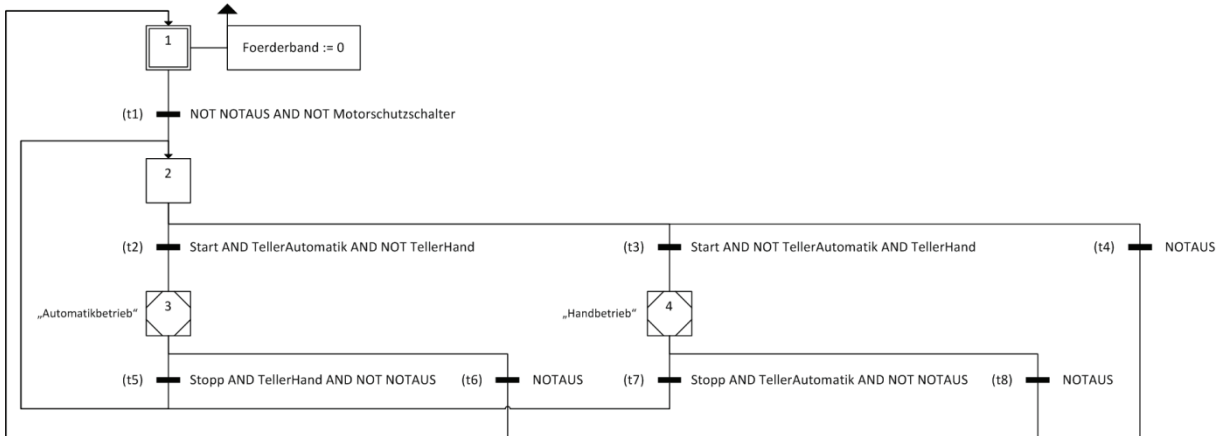 1
Foerderband := 0
(t1) NOT NOTAUS AND NOT Motorschutzschalter
2
(t2) Start AND TellerAutomatik AND NOT TellerHand
(t3) Start AND NOT TellerAutomatik AND TellerHand
(t4) NOTAUS
„Automatikbetrieb“
3
„Handbetrieb“
4
(t5) Stopp AND TellerHand AND NOT NOTAUS
(t6) NOTAUS
(t7) Stopp AND TellerAutomatik AND NOT NOTAUS
(t8) NOTAUS